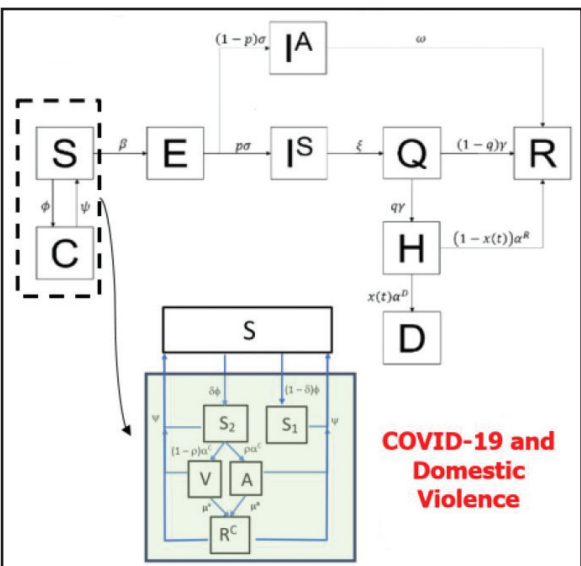 (1-p)σ
I^A
ω
S
β
E
pσ
I^S
ξ
Q
(1-q)γ
R
ϕ
ψ
C
qγ
H
(1-x(t))α^R
x(t)α^D
D
S
δϕ
(1-δ)ϕ
ψ
S₂
S₁
ψ
(1-ρ)α^C
ρα^C
V
A
R^C
COVID-19 and
Domestic
Violence